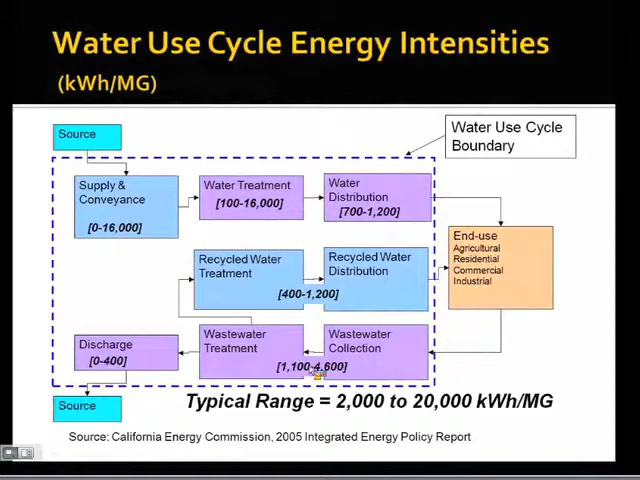 Water Use Cycle Energy Intensities
(kWh/MG)
Source
Water Use Cycle
Boundary
Supply &
Conveyance
[0-16,000]
Water Treatment
[100-16,000]
Water
Distribution
[700-1,200]
End-use
Agricultural
Residential
Commercial
Industrial
Recycled Water
Treatment
Recycled Water
Distribution
[400-1,200]
Discharge
[0-400]
Wastewater
Treatment
Wastewater
Collection
[1,100-4,600]
Source
Typical Range = 2,000 to 20,000 kWh/MG
Source: California Energy Commission, 2005 Integrated Energy Policy Report